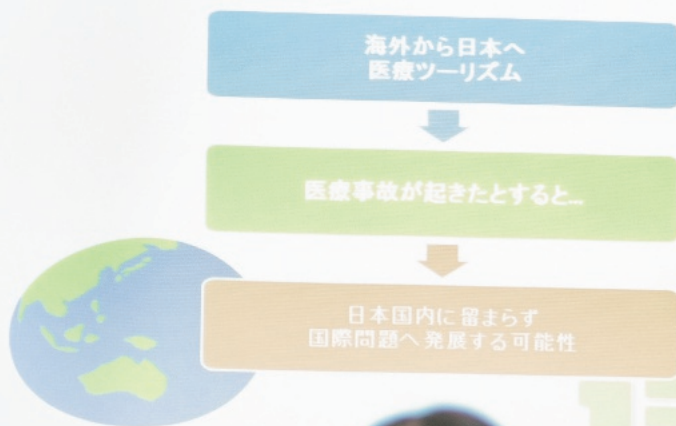 海外から日本へ
医療ツーリズム
医療事故が起きたとすると…
日本国内に留まらず
国際問題へ発展する可能性